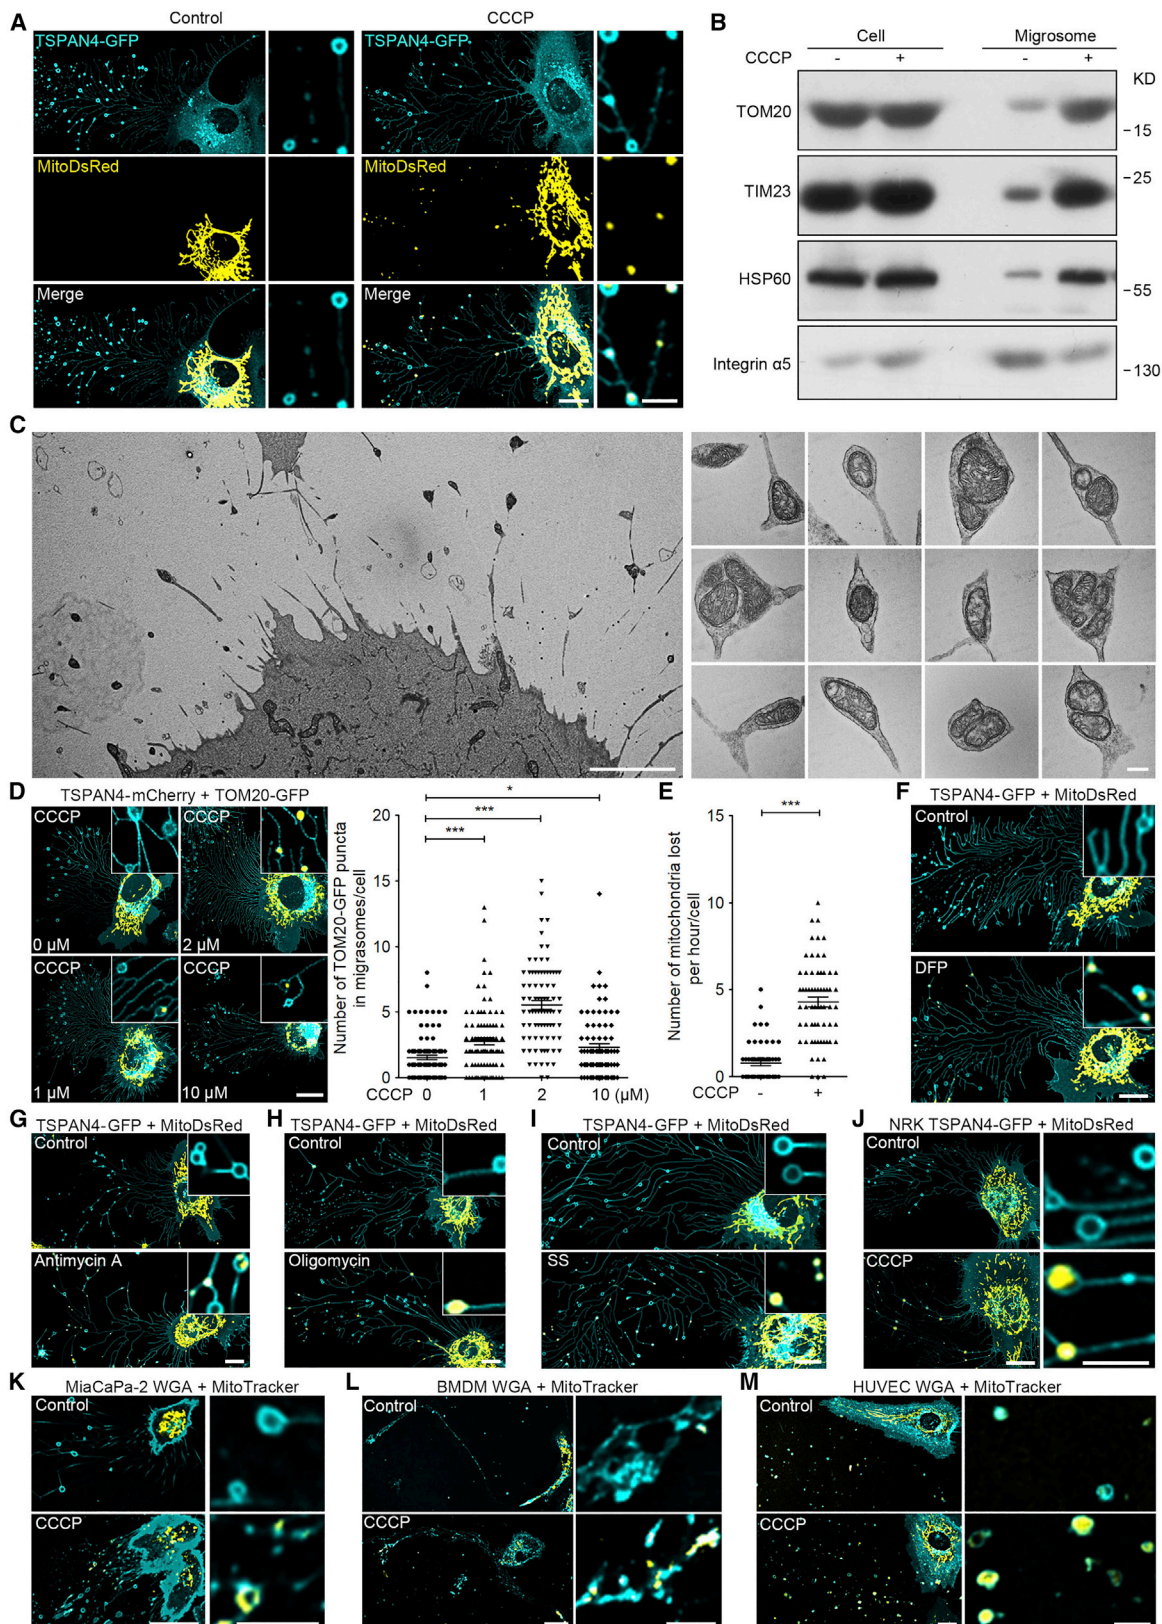 A
Control
CCCP
TSPAN4-GFP
TSPAN4-GFP
MitoDsRed
MitoDsRed
Merge
Merge
B
Cell
Migrosome
CCCP - + - +
KD
TOM20
-15
TIM23
-25
HSP60
-55
Integrin α5
-130
C
D
TSPAN4-mCherry + TOM20-GFP
CCCP
0 μM
CCCP
2 μM
CCCP
1 μM
CCCP
10 μM
Number of TOM20-GFP puncta
in migrasomes/cell
20
15
10
5
0
*
***
***
CCCP 0 1 2 10 (μM)
E
Number of mitochondria lost
per hour/cell
15
10
5
0
***
CCCP - +
F
TSPAN4-GFP + MitoDsRed
Control
DFP
G
TSPAN4-GFP + MitoDsRed
Control
Antimycin A
H
TSPAN4-GFP + MitoDsRed
Control
Oligomycin
I
TSPAN4-GFP + MitoDsRed
Control
SS
J
NRK TSPAN4-GFP + MitoDsRed
Control
CCCP
K
MiaCaPa-2 WGA + MitoTracker
Control
CCCP
L
BMDM WGA + MitoTracker
Control
CCCP
M
HUVEC WGA + MitoTracker
Control
CCCP